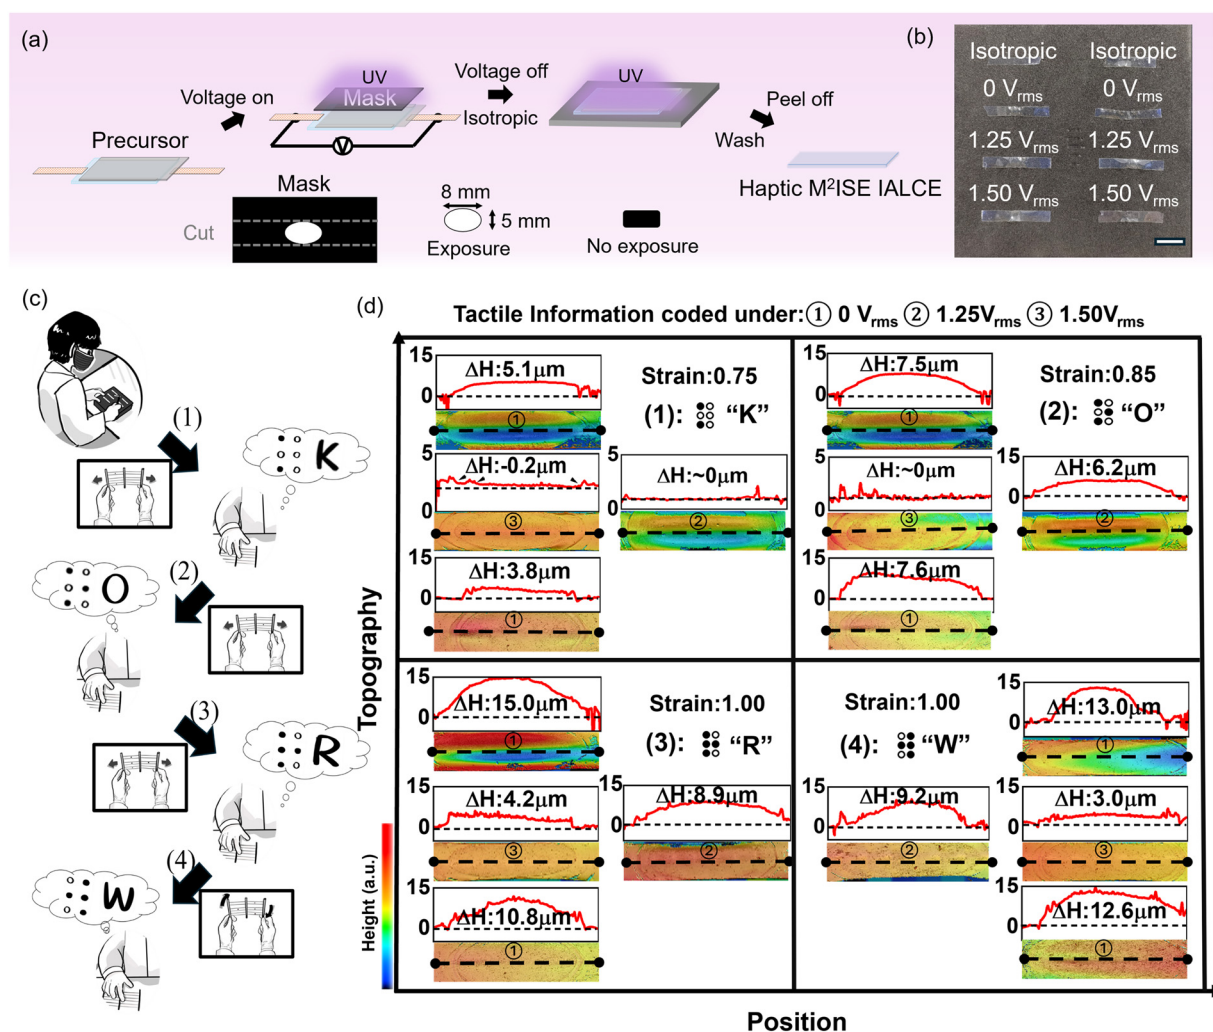 (a)
Precursor
Voltage on
UV
Mask
V
Voltage off
Isotropic
UV
Peel off
Wash
Haptic M²ISE IALCE
Mask
Cut
8 mm
5 mm
Exposure
No exposure
(b)
Isotropic Isotropic
0 Vrms 0 Vrms
1.25 Vrms 1.25 Vrms
1.50 Vrms 1.50 Vrms
(c)
(1)
K
(2)
O
(3)
R
(4)
W
(d)
Tactile Information coded under:① 0 Vrms ② 1.25Vrms ③ 1.50Vrms
Topography
Height (a.u.)
Position
15
0
ΔH:5.1μm
①
Strain:0.75
(1): “K”
5
0
ΔH:-0.2μm
③
5
0
ΔH:~0μm
②
15
0
ΔH:3.8μm
①
15
0
ΔH:7.5μm
①
Strain:0.85
(2): “O”
5
0
ΔH:~0μm
③
15
0
ΔH:6.2μm
②
15
0
ΔH:7.6μm
①
15
0
ΔH:15.0μm
①
Strain:1.00
(3): “R”
15
0
ΔH:4.2μm
③
15
0
ΔH:8.9μm
②
15
0
ΔH:10.8μm
①
Strain:1.00
(4): “W”
15
0
ΔH:13.0μm
①
15
0
ΔH:9.2μm
②
15
0
ΔH:3.0μm
③
15
0
ΔH:12.6μm
①